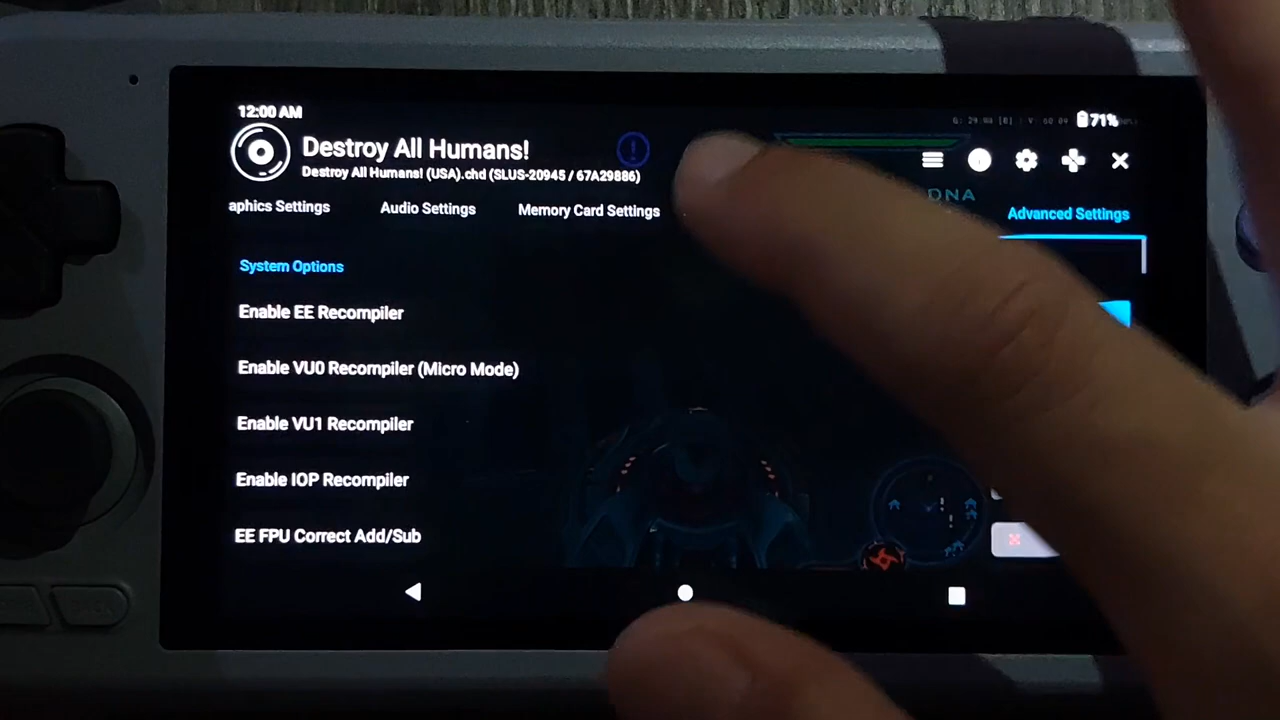 12:00 AM
71%
Destroy All Humans!
Destroy All Humans! (USA).chd (SLUS-20945 / 67A29886)
DNA
aphics Settings
Audio Settings
Memory Card Settings
Advanced Settings
System Options
Enable EE Recompiler
Enable VU0 Recompiler (Micro Mode)
Enable VU1 Recompiler
Enable IOP Recompiler
EE FPU Correct Add/Sub